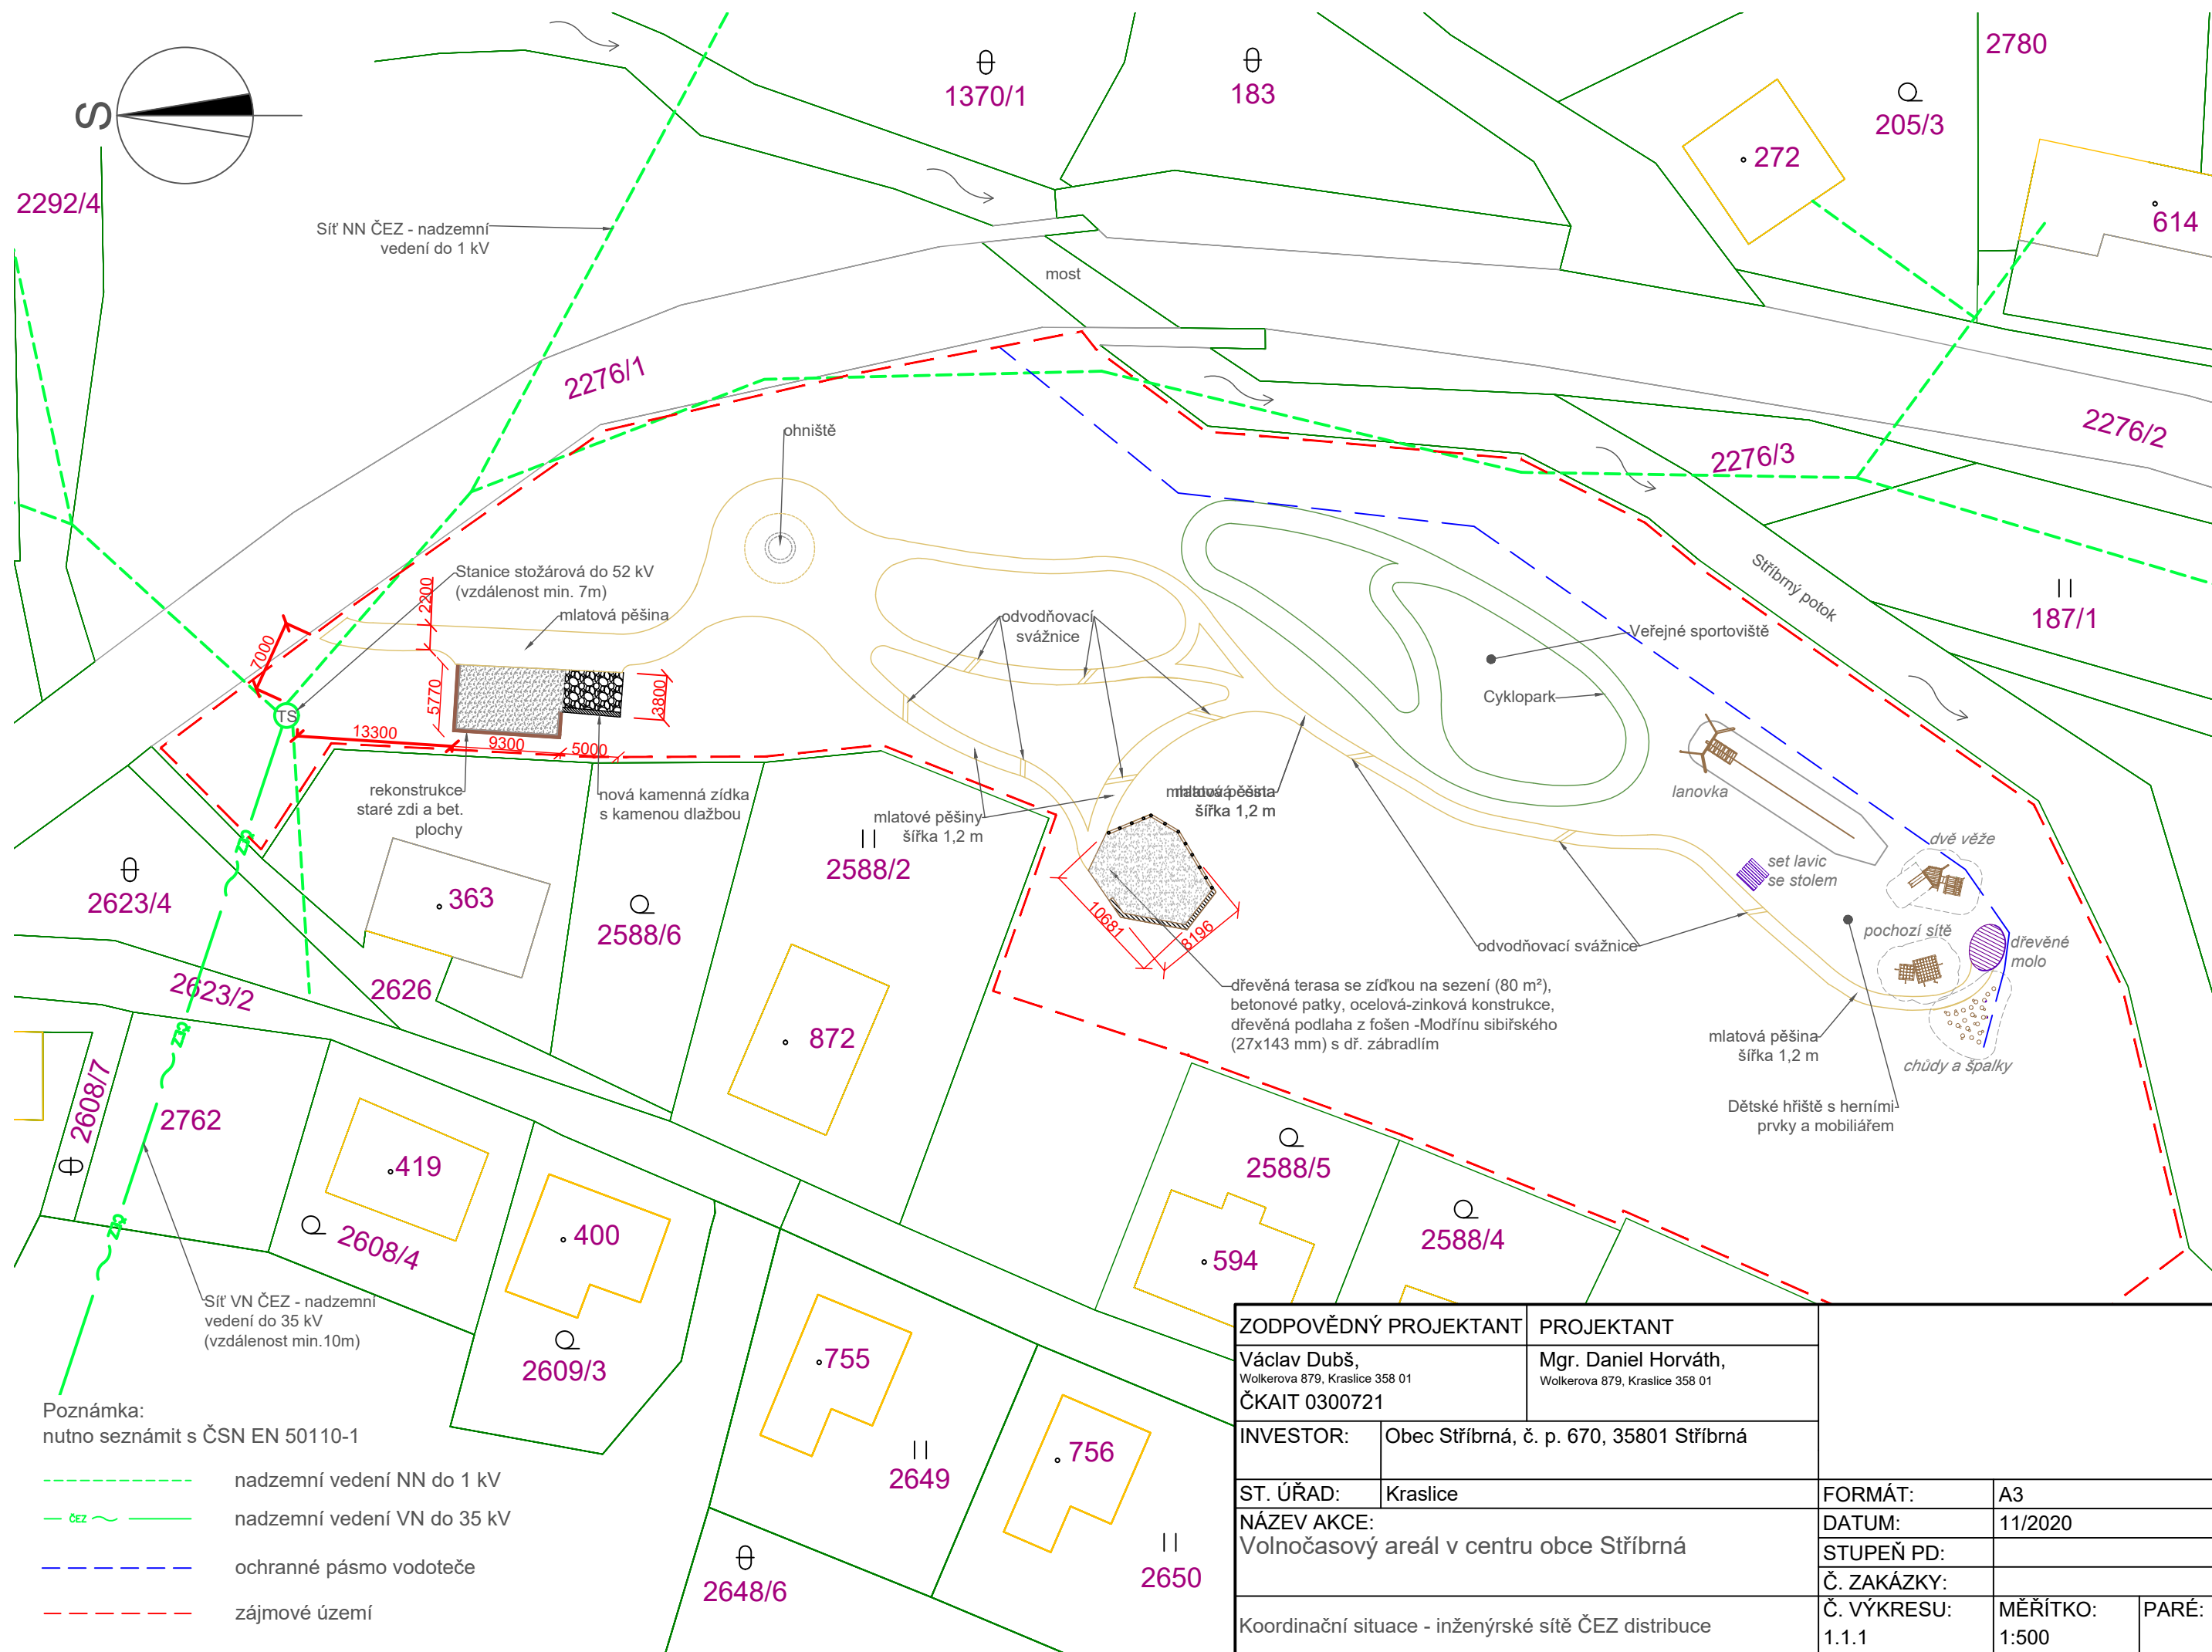 S
2292/4
Síť NN ČEZ - nadzemní
vedení do 1 kV
1370/1
183
2780
205/3
272
614
most
2276/1
2276/2
2276/3
187/1
ohniště
Stříbrný potok
Stanice stožárová do 52 kV
(vzdálenost min. 7m)
mlatová pěšina
2200
7000
5770
3800
TS
13300
9300
5000
odvodňovací
svážnice
Veřejné sportoviště
Cyklopark
rekonstrukce
staré zdi a bet.
plochy
nová kamenná zídka
s kamenou dlažbou
mlatové pěšiny
šířka 1,2 m
mlatová pěšina
šířka 1,2 m
lanovka
dvě věže
set lavic
se stolem
pochozí sítě
dřevěné
molo
10681
8196
odvodňovací svážnice
dřevěná terasa se zíďkou na sezení (80 m²),
betonové patky, ocelová-zinková konstrukce,
dřevěná podlaha z fošen -Modřínu sibiřského
(27x143 mm) s dř. zábradlím
mlatová pěšina
šířka 1,2 m
chůdy a špalky
Dětské hřiště s herními
prvky a mobiliářem
2623/4
363
2588/6
2588/2
2623/2
2626
872
2608/7
2762
419
2608/4
400
2609/3
2588/5
594
2588/4
755
2649
756
2650
2648/6
Síť VN ČEZ - nadzemní
vedení do 35 kV
(vzdálenost min.10m)
Poznámka:
nutno seznámit s ČSN EN 50110-1
nadzemní vedení NN do 1 kV
ČEZ
nadzemní vedení VN do 35 kV
ochranné pásmo vodoteče
zájmové území
ZODPOVĚDNÝ PROJEKTANT
PROJEKTANT
Václav Dubš,
Wolkerova 879, Kraslice 358 01
ČKAIT 0300721
Mgr. Daniel Horváth,
Wolkerova 879, Kraslice 358 01
INVESTOR:
Obec Stříbrná, č. p. 670, 35801 Stříbrná
ST. ÚŘAD:
Kraslice
FORMÁT:
A3
NÁZEV AKCE:
Volnočasový areál v centru obce Stříbrná
DATUM:
11/2020
STUPEŇ PD:
Č. ZAKÁZKY:
Koordinační situace - inženýrské sítě ČEZ distribuce
Č. VÝKRESU:
1.1.1
MĚŘÍTKO:
1:500
PARÉ: